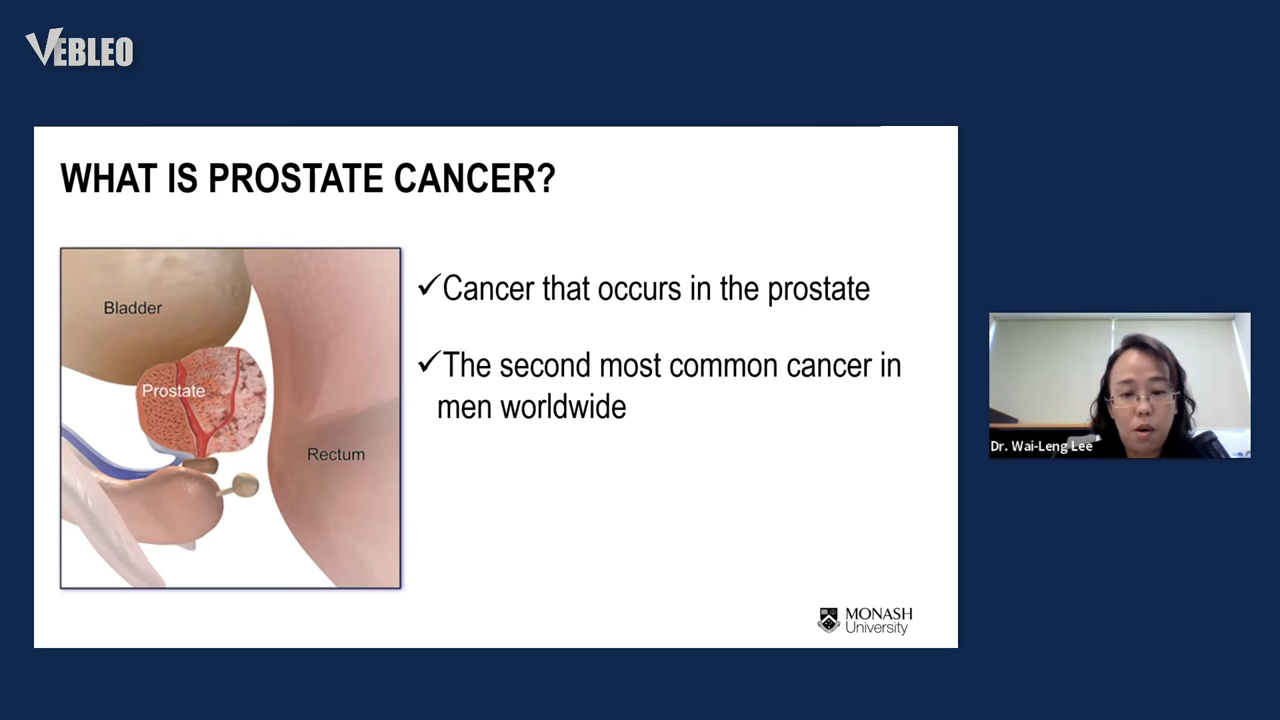 VEBLEO
WHAT IS PROSTATE CANCER?
Bladder
Prostate
Rectum
✓Cancer that occurs in the prostate
✓The second most common cancer in
men worldwide
Dr. Wai-Leng Lee
MONASH
University